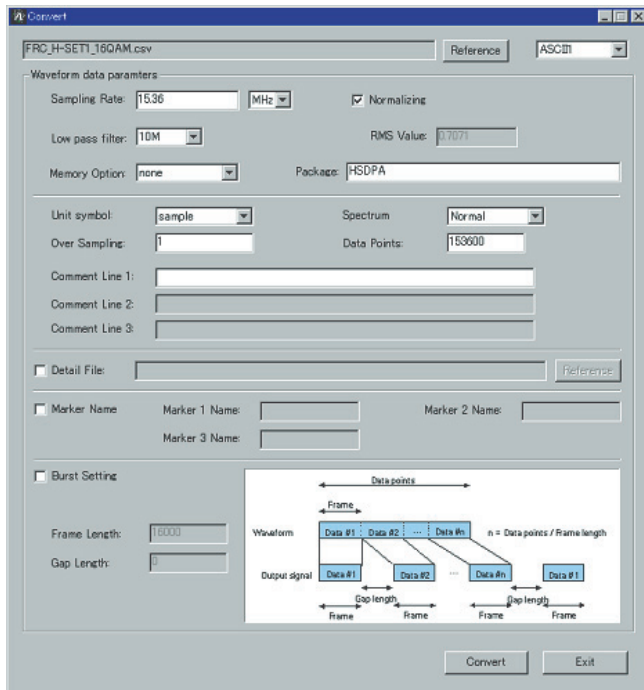 Convert
FRC_H-SET1_16QAM.csv Reference ASCII1
Waveform data paramters
Sampling Rate: 15.36 MHz Normalizing
Low pass filter: 10M RMS Value: 0.7071
Memory Option: none Package: HSDPA
Unit symbol: sample Spectrum Normal
Over Sampling: 1 Data Points: 153600
Comment Line 1:
Comment Line 2:
Comment Line 3:
Detail File: Reference
Marker Name Marker 1 Name: Marker 2 Name:
Marker 3 Name:
Burst Setting
Frame Length: 16000
Gap Length: 0
Data points
Frame
Waveform Data #1 Data #2 ... Data #n n = Data points / Frame length
Output signal Data #1 Data #2 ... Data #n Data #1
Gap length Gap length
Frame Frame Frame Frame
Convert Exit